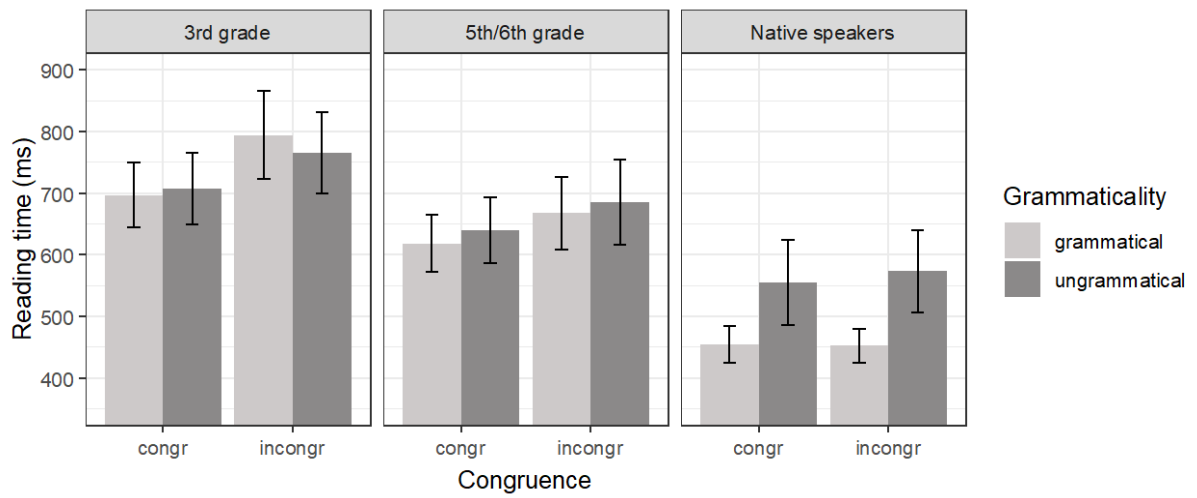 3rd grade
5th/6th grade
Native speakers
Reading time (ms)
900
800
700
600
500
400
congr
incongr
congr
incongr
congr
incongr
Congruence
Grammaticality
grammatical
ungrammatical